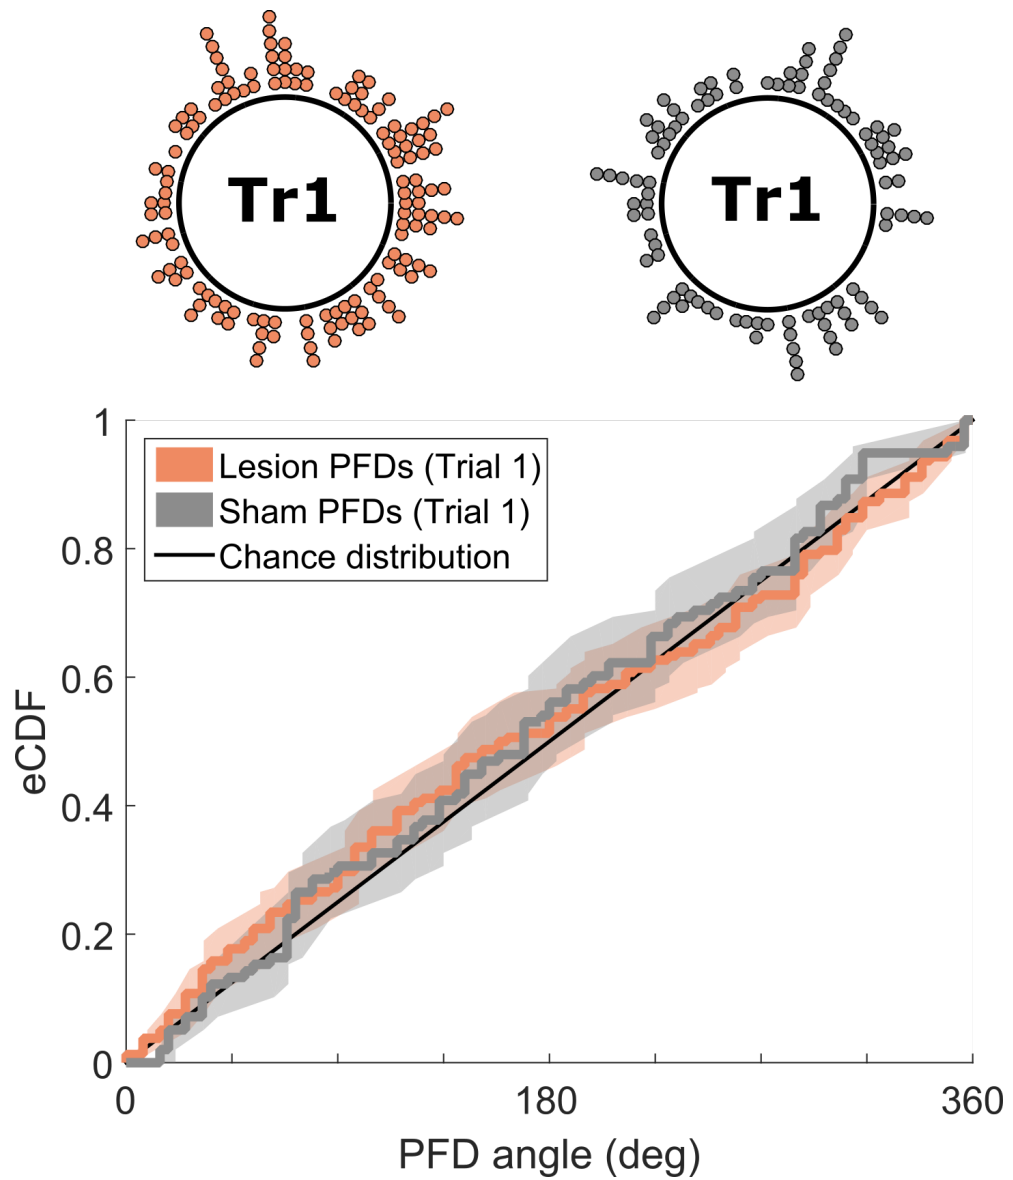 Tr1
Tr1
Lesion PFDs (Trial 1)
Sham PFDs (Trial 1)
Chance distribution
1
0.8
0.6
0.4
0.2
0
eCDF
0
180
360
PFD angle (deg)